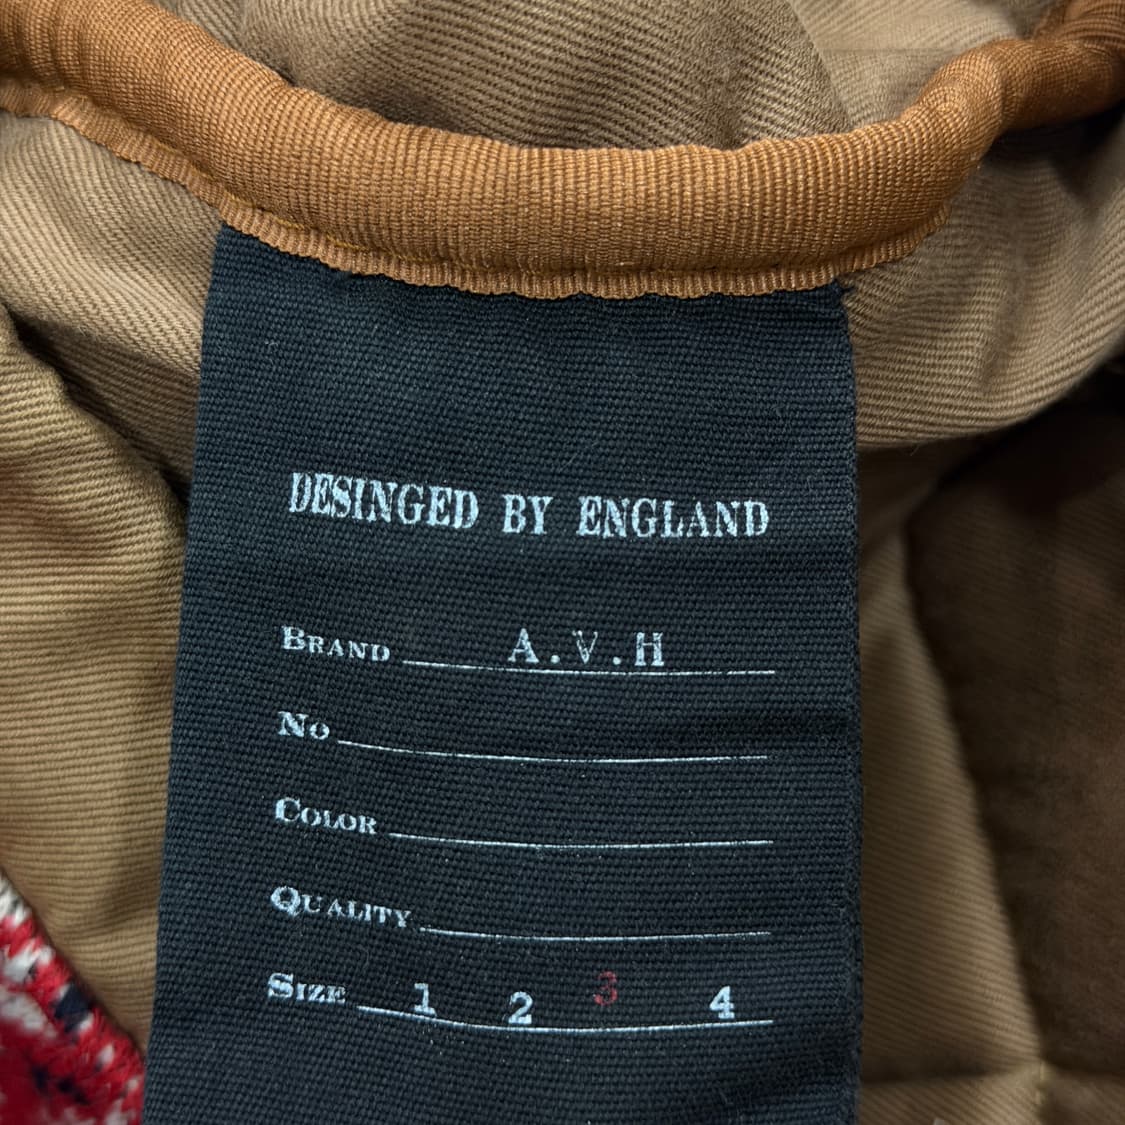 DESINGED BY ENGLAND
BRAND A.V.H
NO
COLOR
QUALITY
SIZE 1 2 3 4